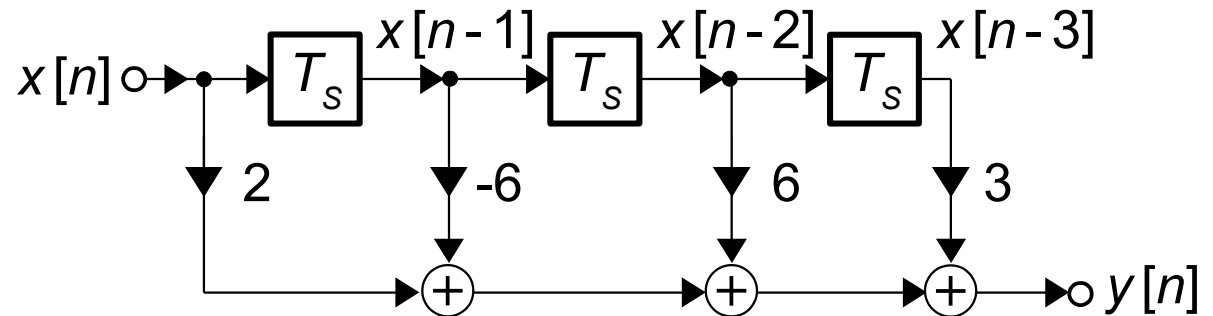 x[n-1] x[n-2] x[n-3]
x[n] T_S T_S T_S
2 -6 6 3
+ + + y[n]